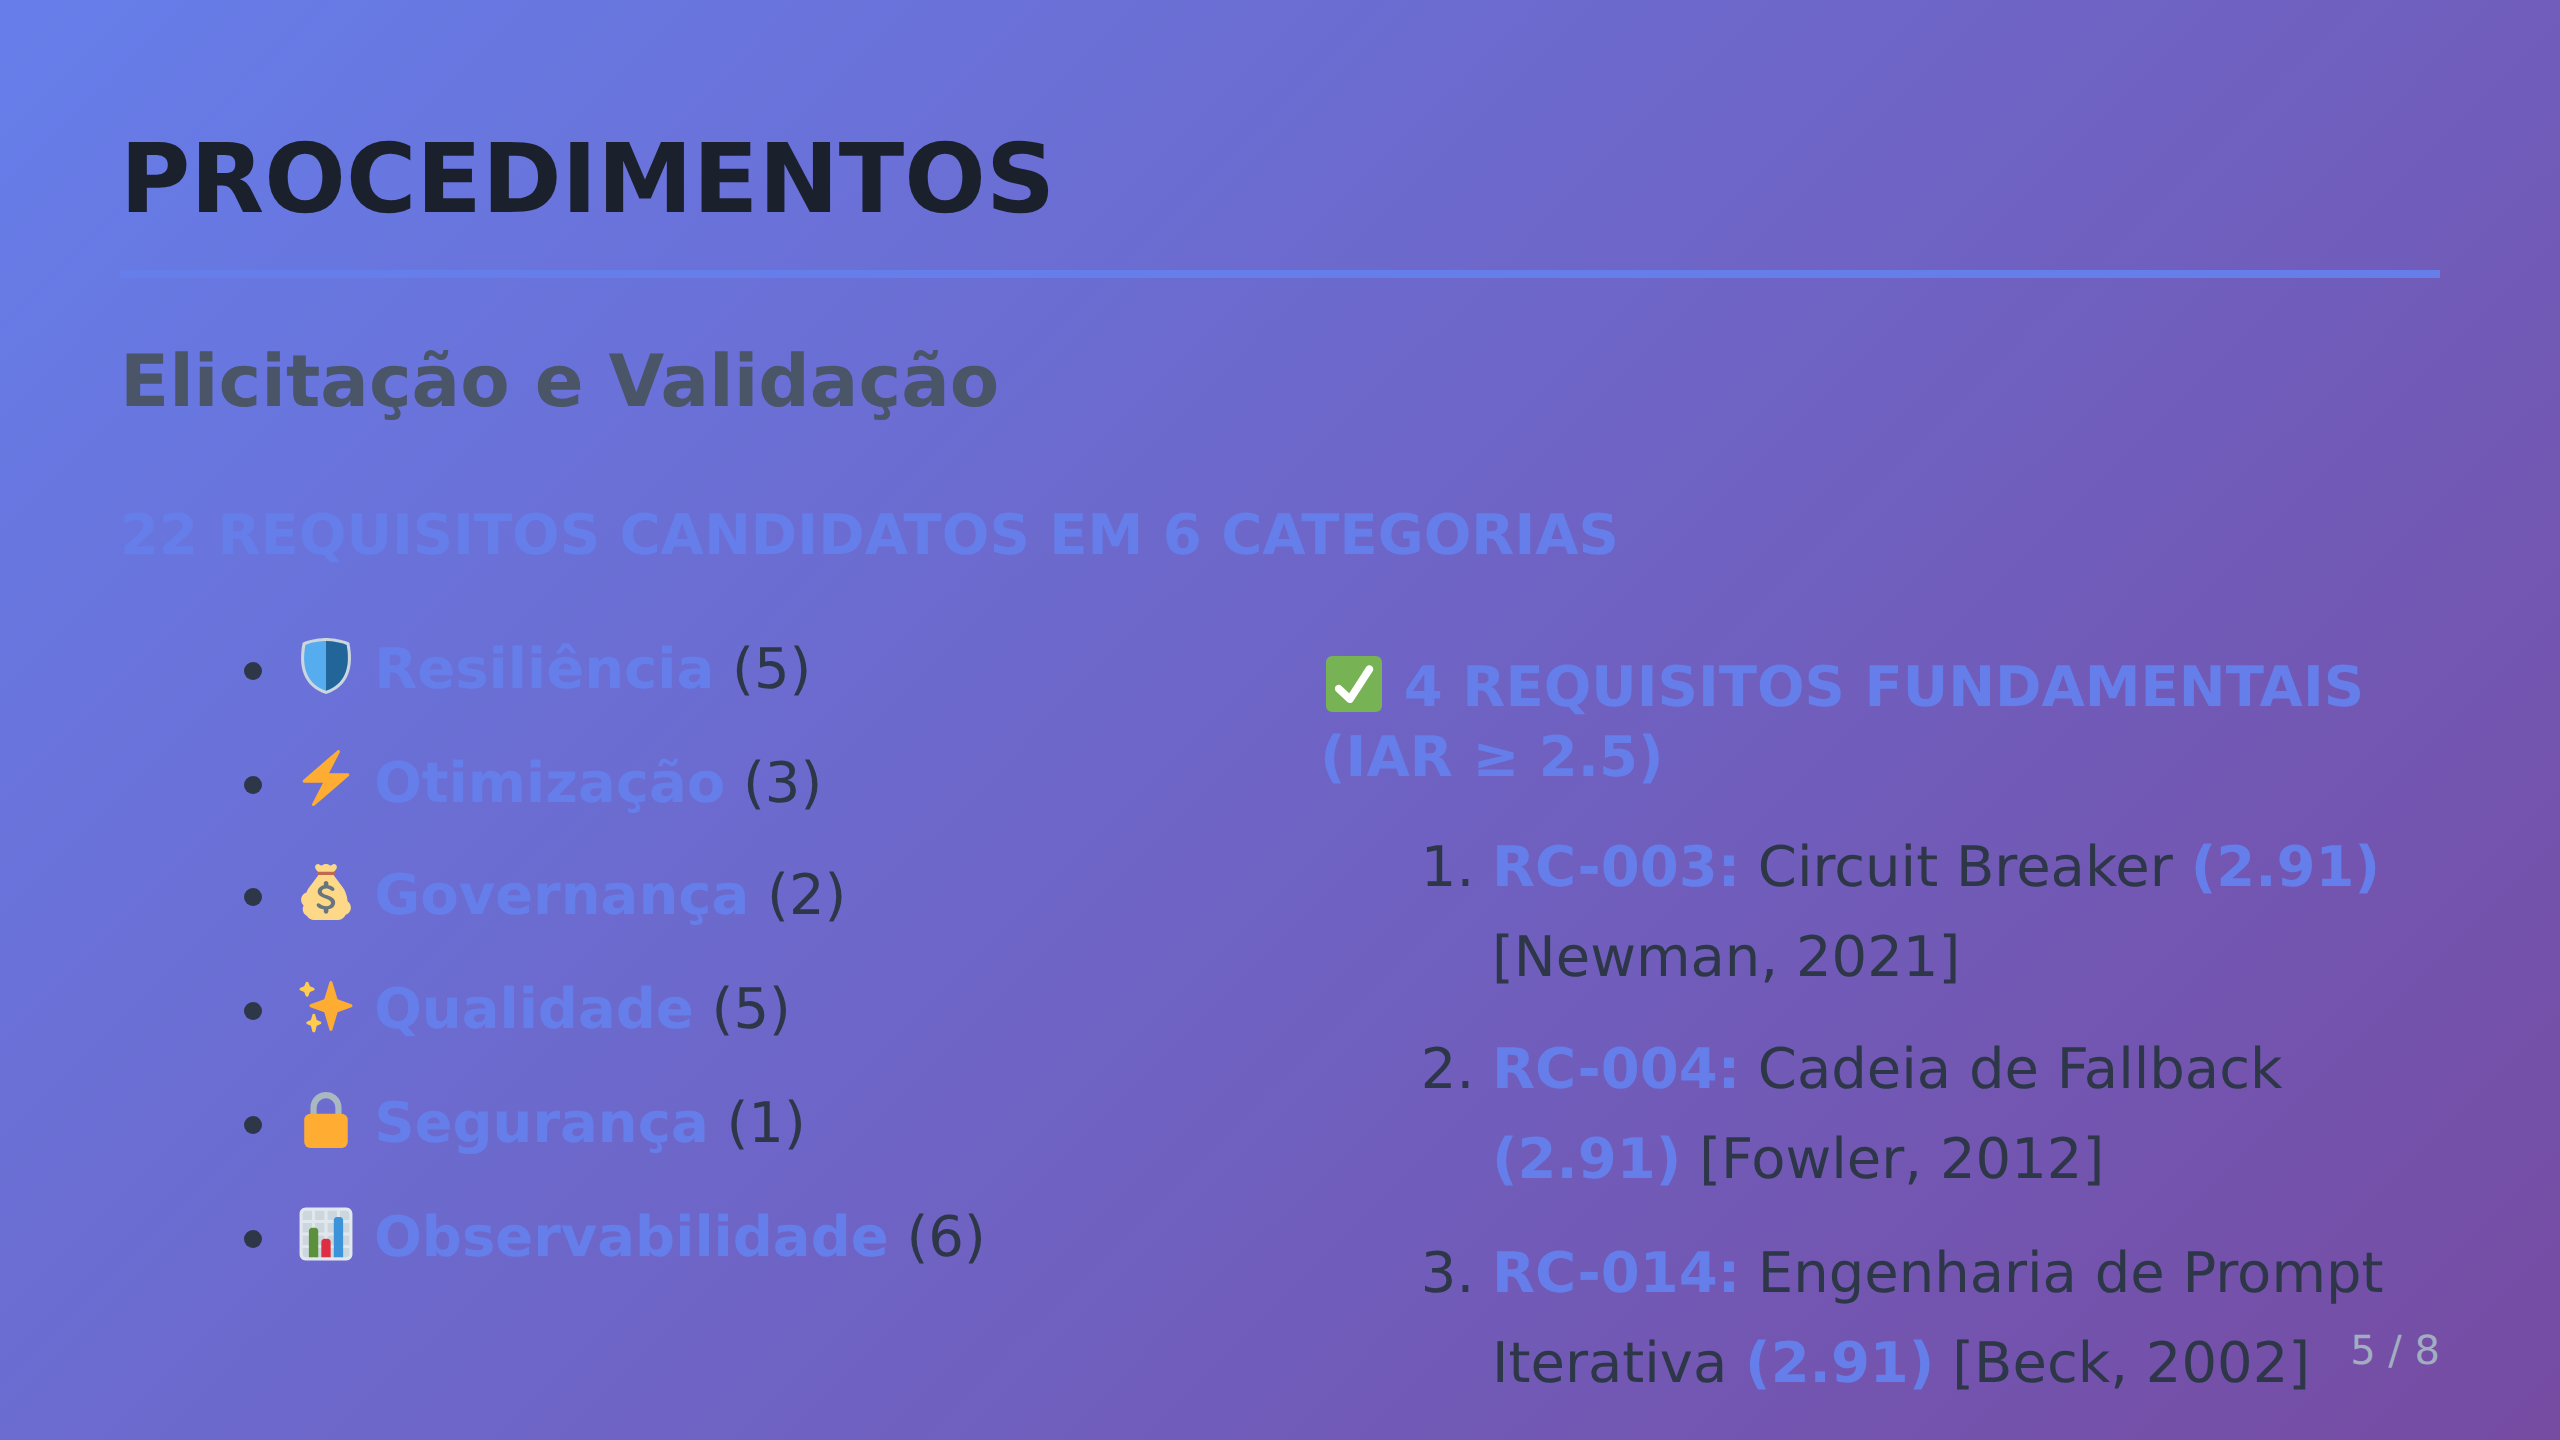 PROCEDIMENTOS
Elicitação e Validação
22 REQUISITOS CANDIDATOS EM 6 CATEGORIAS
• 🛡️ Resiliência (5)
• ⚡ Otimização (3)
• 💰 Governança (2)
• ✨ Qualidade (5)
• 🔒 Segurança (1)
• 📊 Observabilidade (6)
✅ 4 REQUISITOS FUNDAMENTAIS
(IAR ≥ 2.5)
1. RC-003: Circuit Breaker (2.91)
[Newman, 2021]
2. RC-004: Cadeia de Fallback
(2.91) [Fowler, 2012]
3. RC-014: Engenharia de Prompt
Iterativa (2.91) [Beck, 2002]
5 / 8